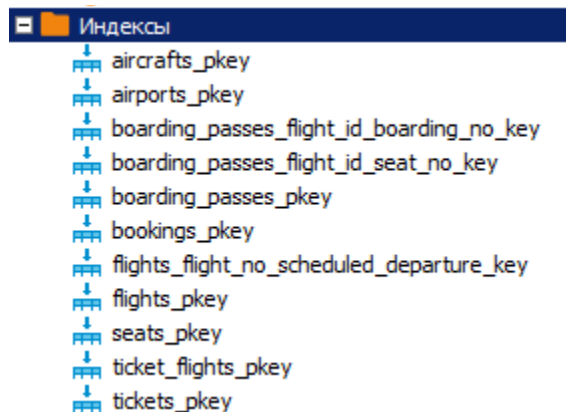 Индексы
aircrafts_pkey
airports_pkey
boarding_passes_flight_id_boarding_no_key
boarding_passes_flight_id_seat_no_key
boarding_passes_pkey
bookings_pkey
flights_flight_no_scheduled_departure_key
flights_pkey
seats_pkey
ticket_flights_pkey
tickets_pkey